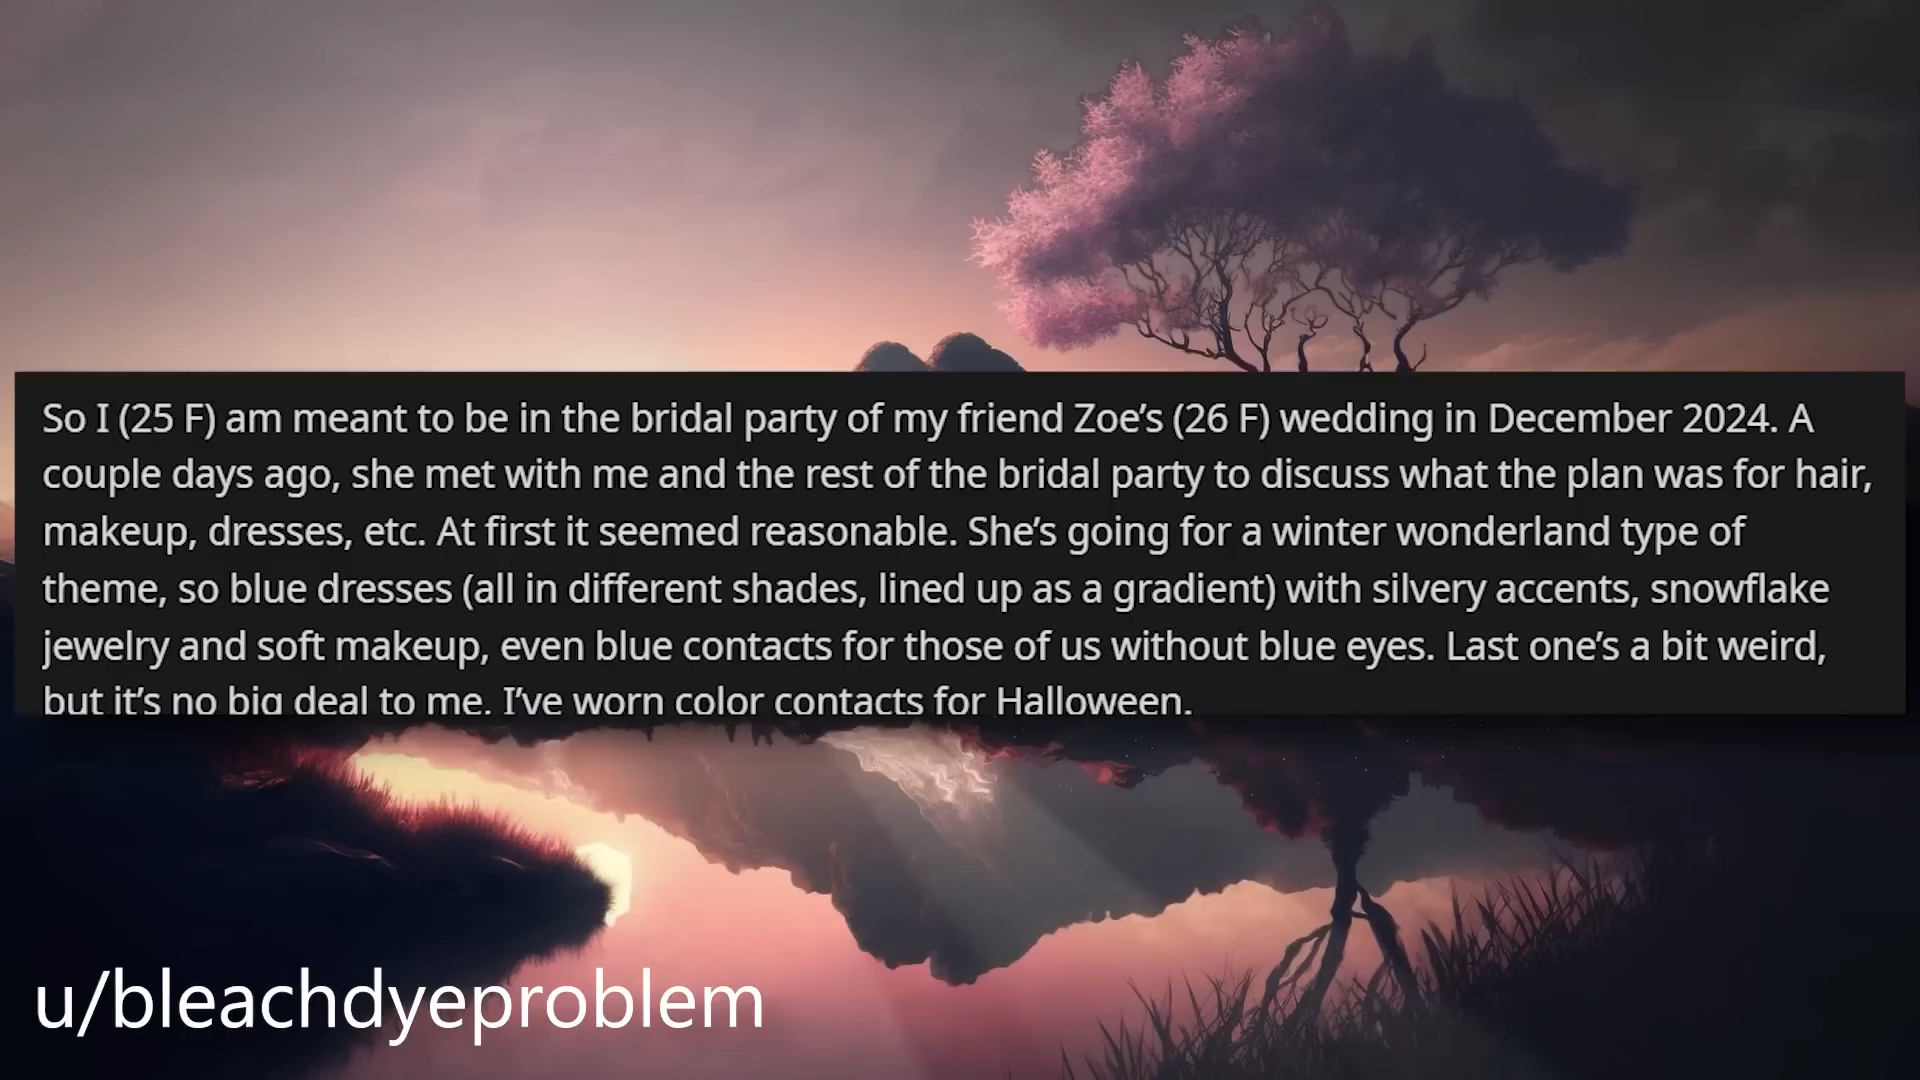 So I (25 F) am meant to be in the bridal party of my friend Zoe’s (26 F) wedding in December 2024. A
couple days ago, she met with me and the rest of the bridal party to discuss what the plan was for hair,
makeup, dresses, etc. At first it seemed reasonable. She’s going for a winter wonderland type of
theme, so blue dresses (all in different shades, lined up as a gradient) with silvery accents, snowflake
jewelry and soft makeup, even blue contacts for those of us without blue eyes. Last one’s a bit weird,
but it’s no big deal to me. I’ve worn color contacts for Halloween.
u/bleachdyeproblem